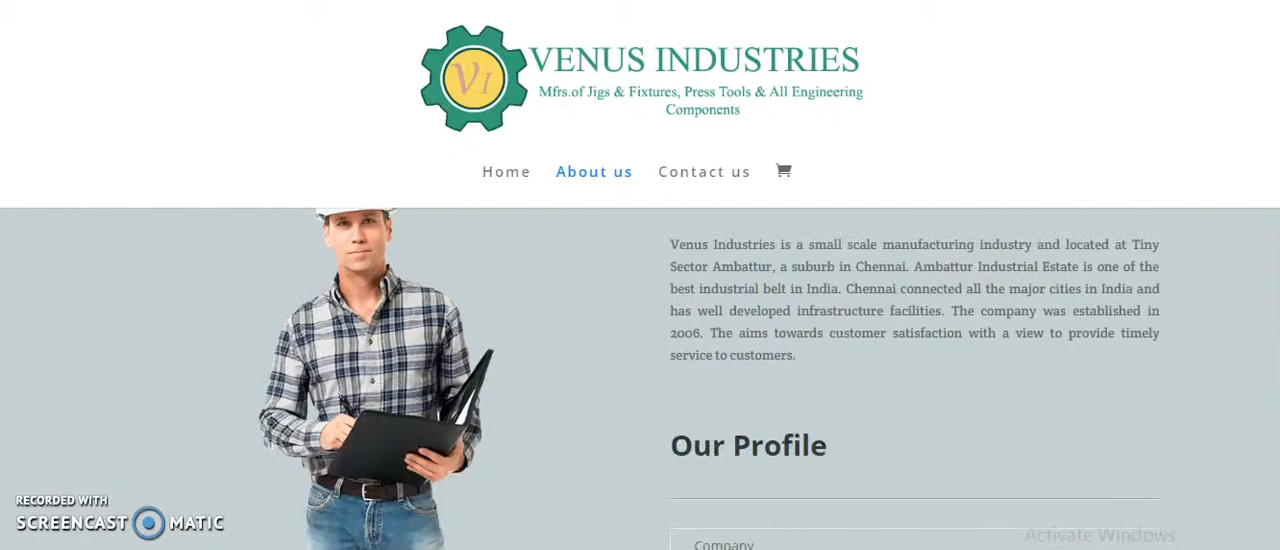 VI
VENUS INDUSTRIES
Mfrs.of Jigs & Fixtures, Press Tools & All Engineering
Components
Home About us Contact us
Venus Industries is a small scale manufacturing industry and located at Tiny
Sector Ambattur, a suburb in Chennai. Ambattur Industrial Estate is one of the
best industrial belt in India. Chennai connected all the major cities in India and
has well developed infrastructure facilities. The company was established in
2006. The aims towards customer satisfaction with a view to provide timely
service to customers.
Our Profile
Company
RECORDED WITH
SCREENCAST MATIC
Activate Windows